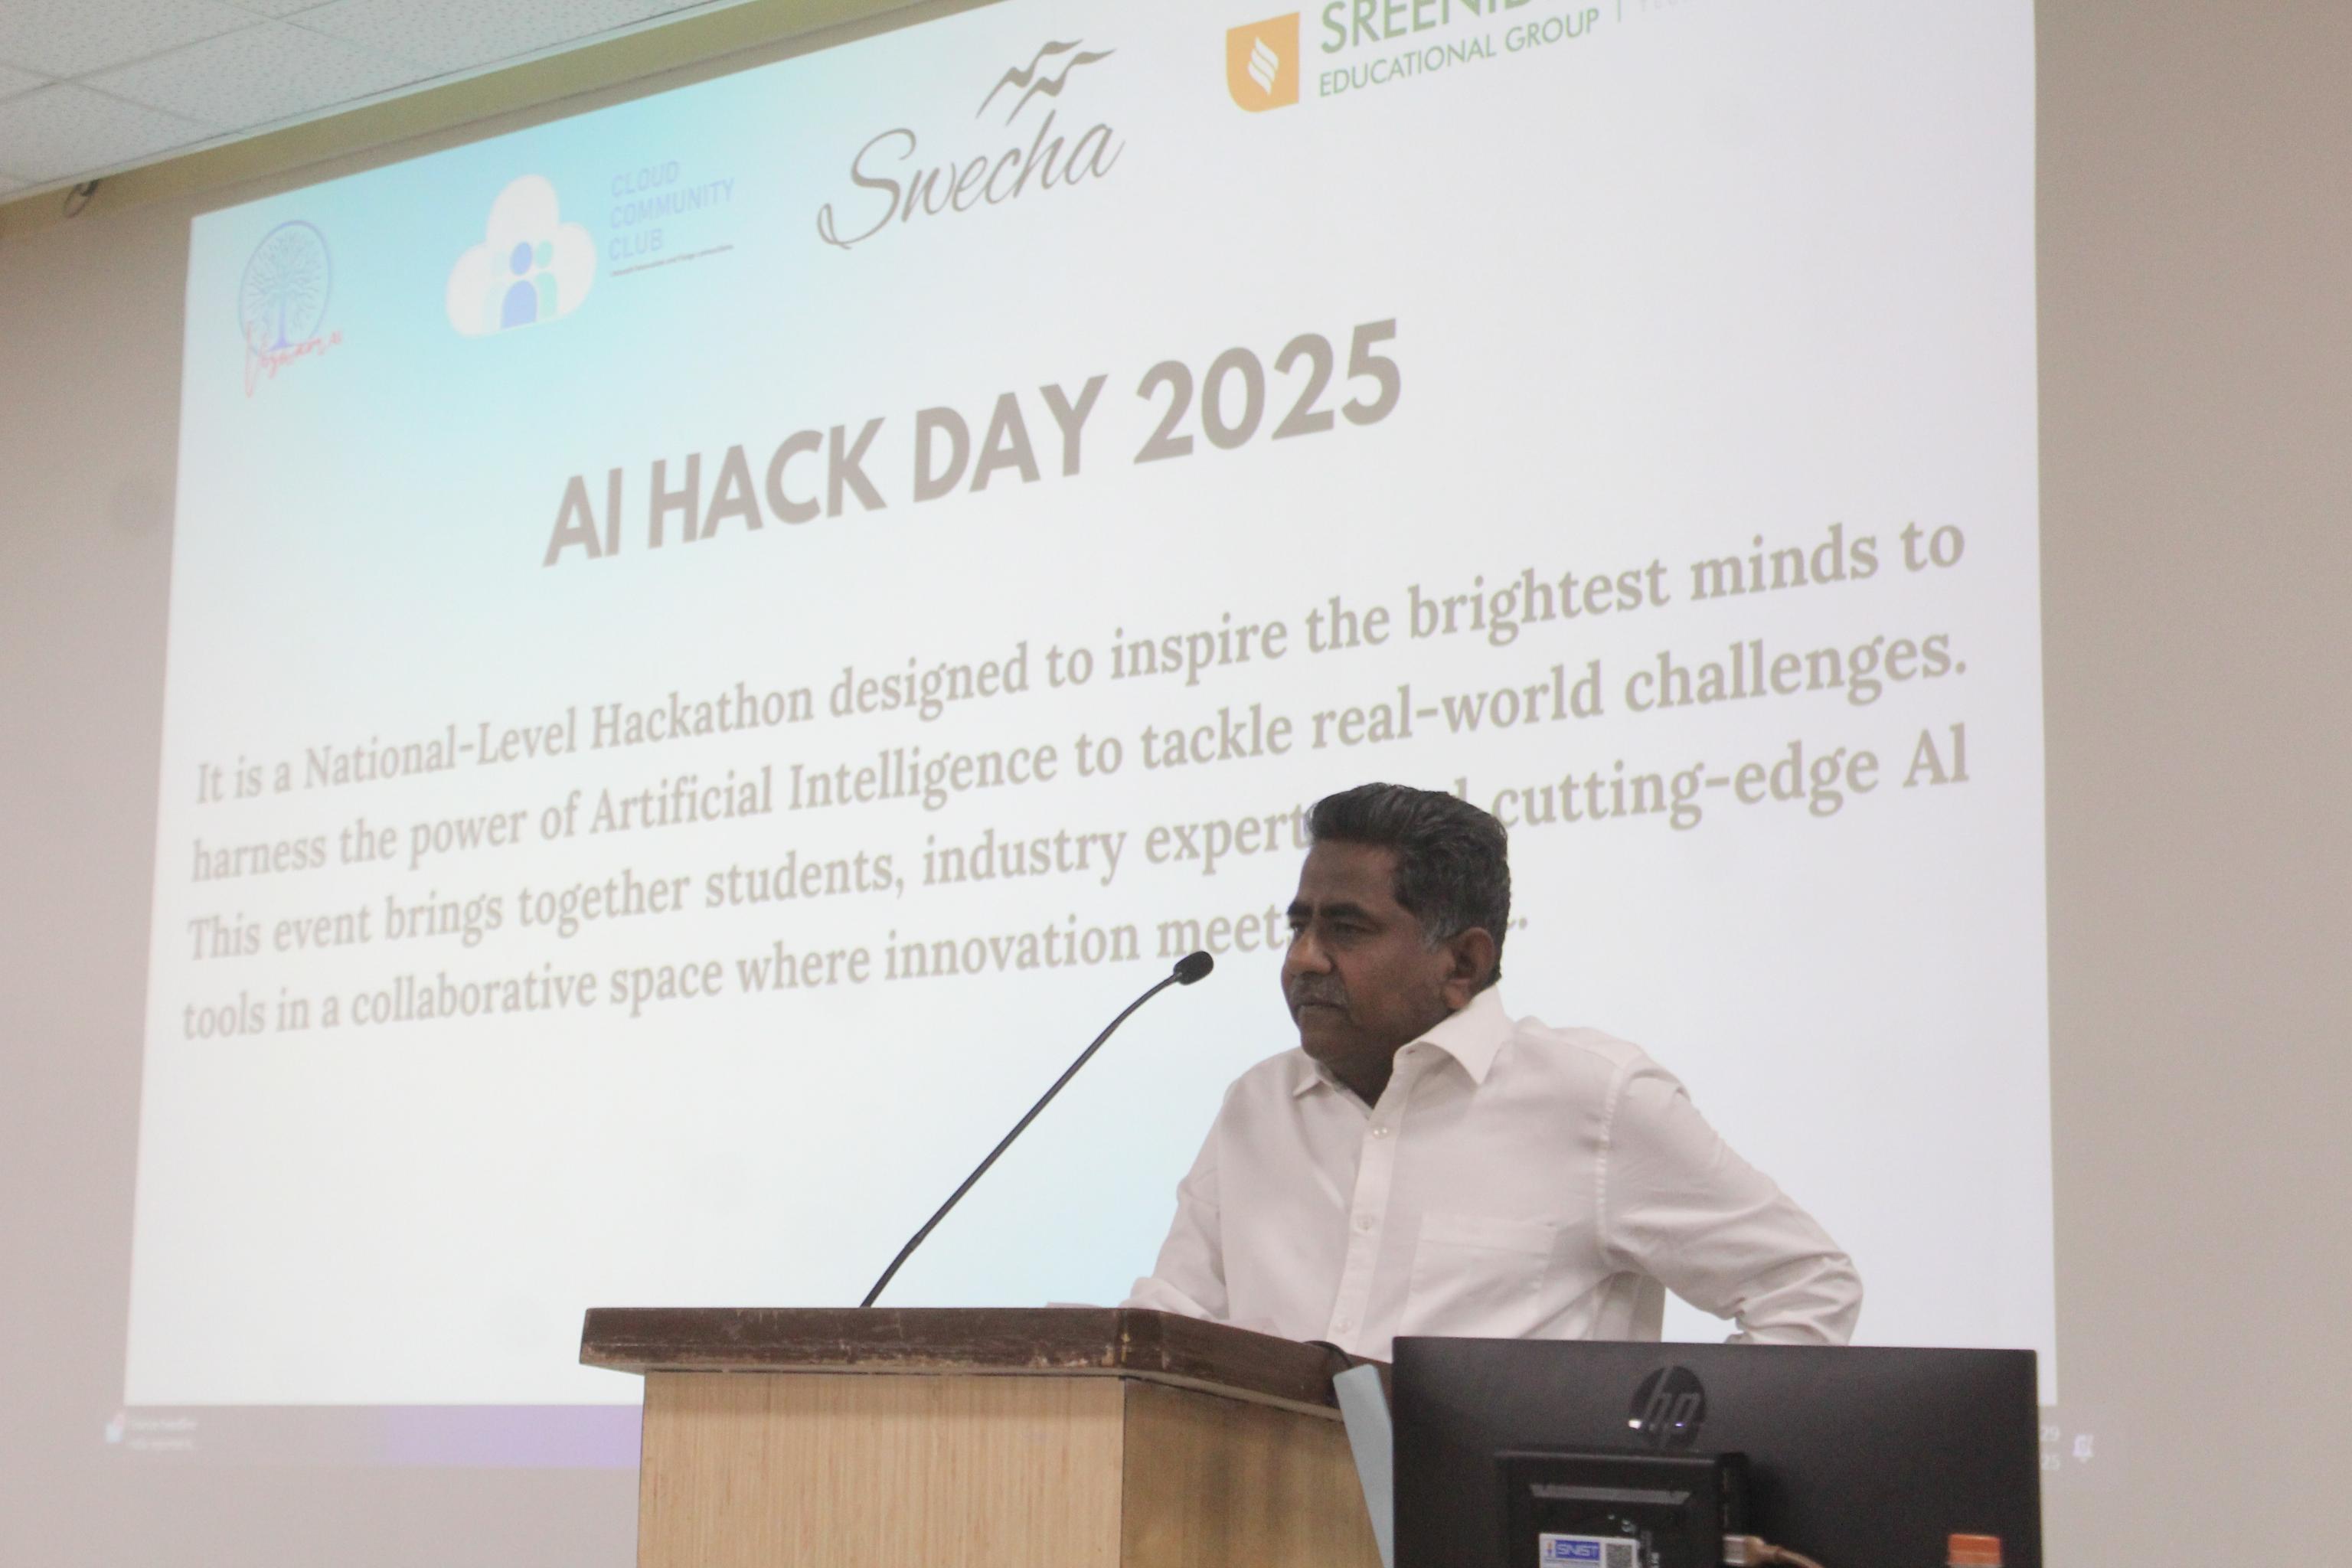 SREENI
EDUCATIONAL GROUP
Swecha
CLOUD
COMMUNITY
CLUB
AI HACK DAY 2025
It is a National-Level Hackathon designed to inspire the brightest minds to
harness the power of Artificial Intelligence to tackle real-world challenges.
This event brings together students, industry expert cutting-edge AI
tools in a collaborative space where innovation meets
hp
SNIST